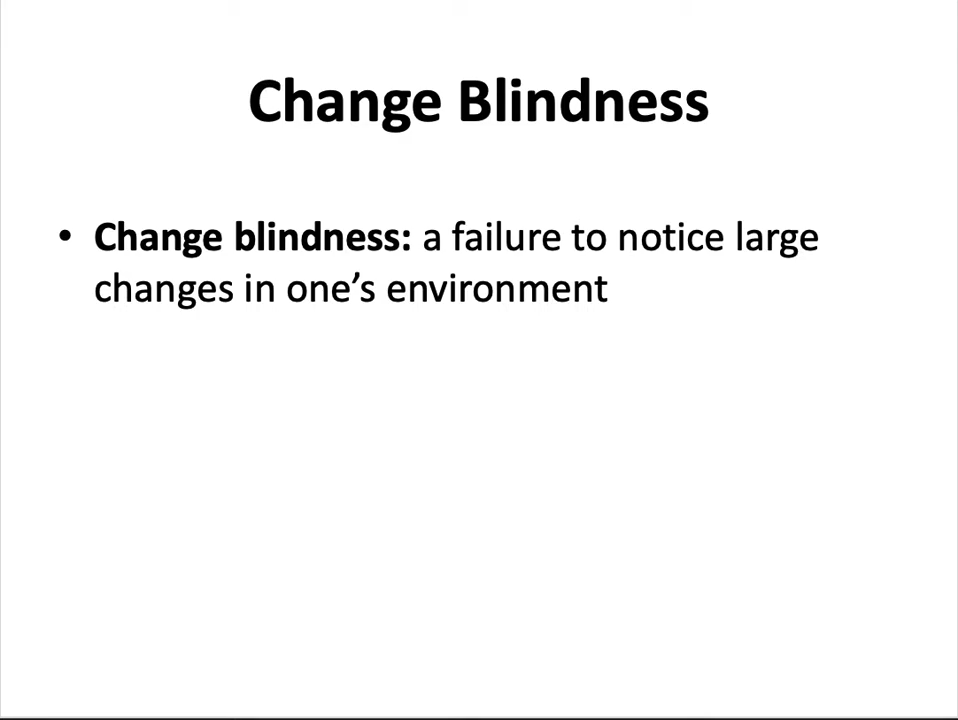 Change Blindness
• Change blindness: a failure to notice large
changes in one’s environment